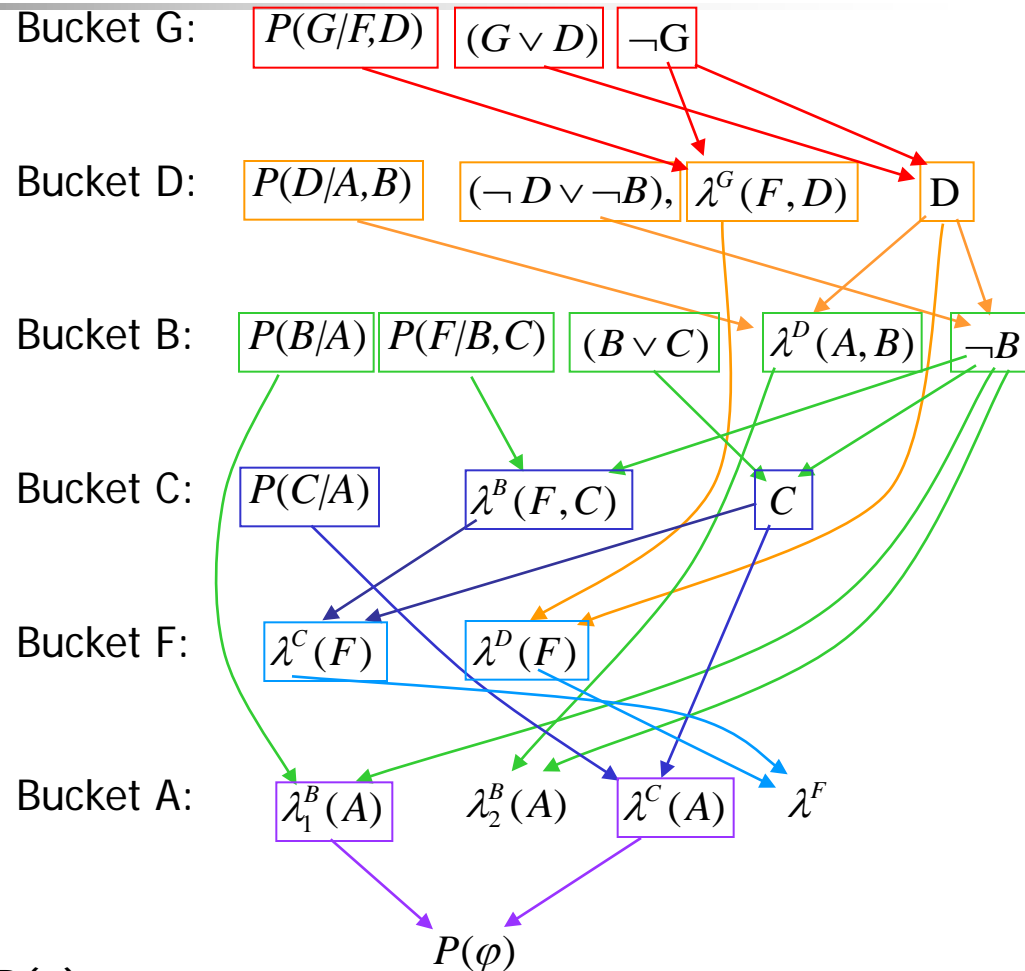 Bucket G: P(G/F,D) (G ∨ D) ¬G
Bucket D: P(D/A,B) (¬ D ∨ ¬B), λ^G(F,D) D
Bucket B: P(B/A) P(F/B,C) (B ∨ C) λ^D(A,B) ¬B
Bucket C: P(C/A) λ^B(F,C) C
Bucket F: λ^C(F) λ^D(F)
Bucket A: λ_1^B(A) λ_2^B(A) λ^C(A) λ^F
P(φ)